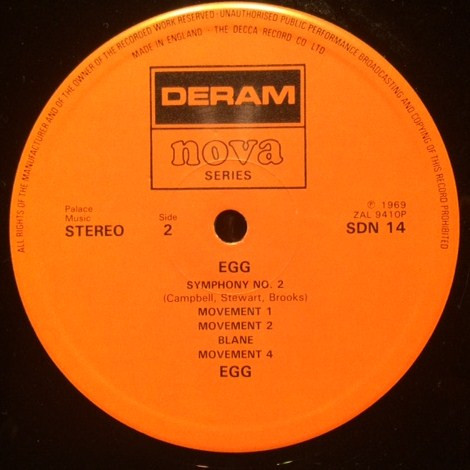 ALL RIGHTS OF THE MANUFACTURER AND OF THE OWNER OF THE RECORDED WORK RESERVED · UNAUTHORISED PUBLIC PERFORMANCE BROADCASTING AND COPYING OF THIS RECORD PROHIBITED
MADE IN ENGLAND · THE DECCA RECORD CO LTD
DERAM
nova
SERIES
Palace
Music
STEREO
Side
2
℗ 1969
ZAL 9410P
SDN 14
EGG
SYMPHONY NO. 2
(Campbell, Stewart, Brooks)
MOVEMENT 1
MOVEMENT 2
BLANE
MOVEMENT 4
EGG